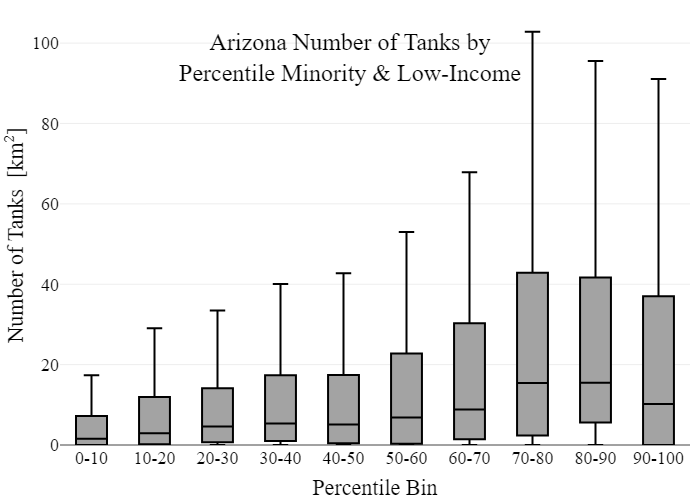 Arizona Number of Tanks by
Percentile Minority & Low-Income
Number of Tanks [km²]
100
80
60
40
20
0
0-10 10-20 20-30 30-40 40-50 50-60 60-70 70-80 80-90 90-100
Percentile Bin